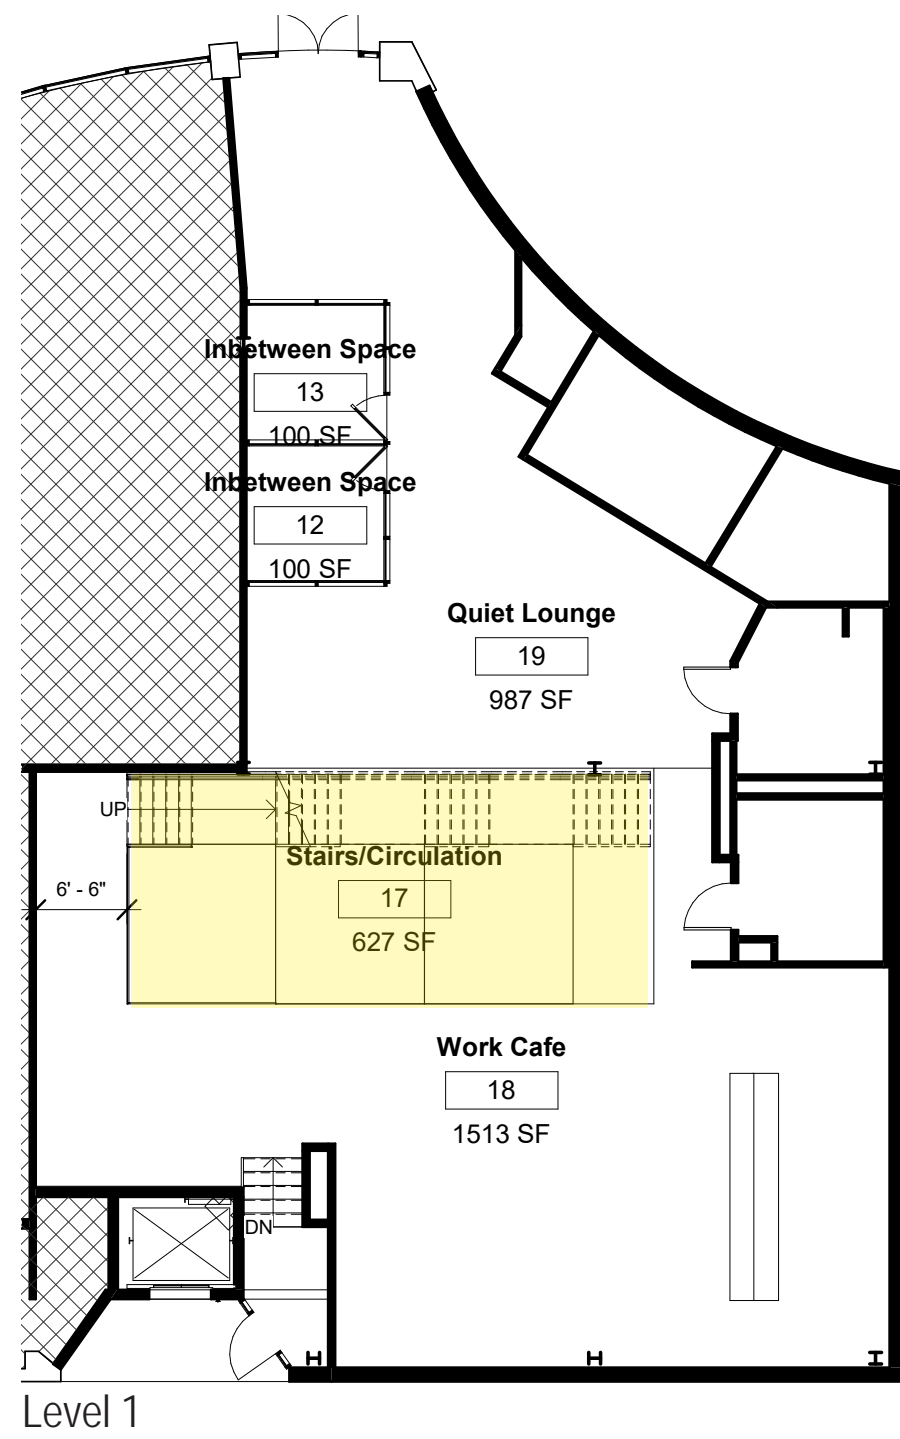 Inbetween Space
13
100 SF
Inbetween Space
12
100 SF
Quiet Lounge
19
987 SF
UP
Stairs/Circulation
17
627 SF
6' - 6"
Work Cafe
18
1513 SF
DN
Level 1